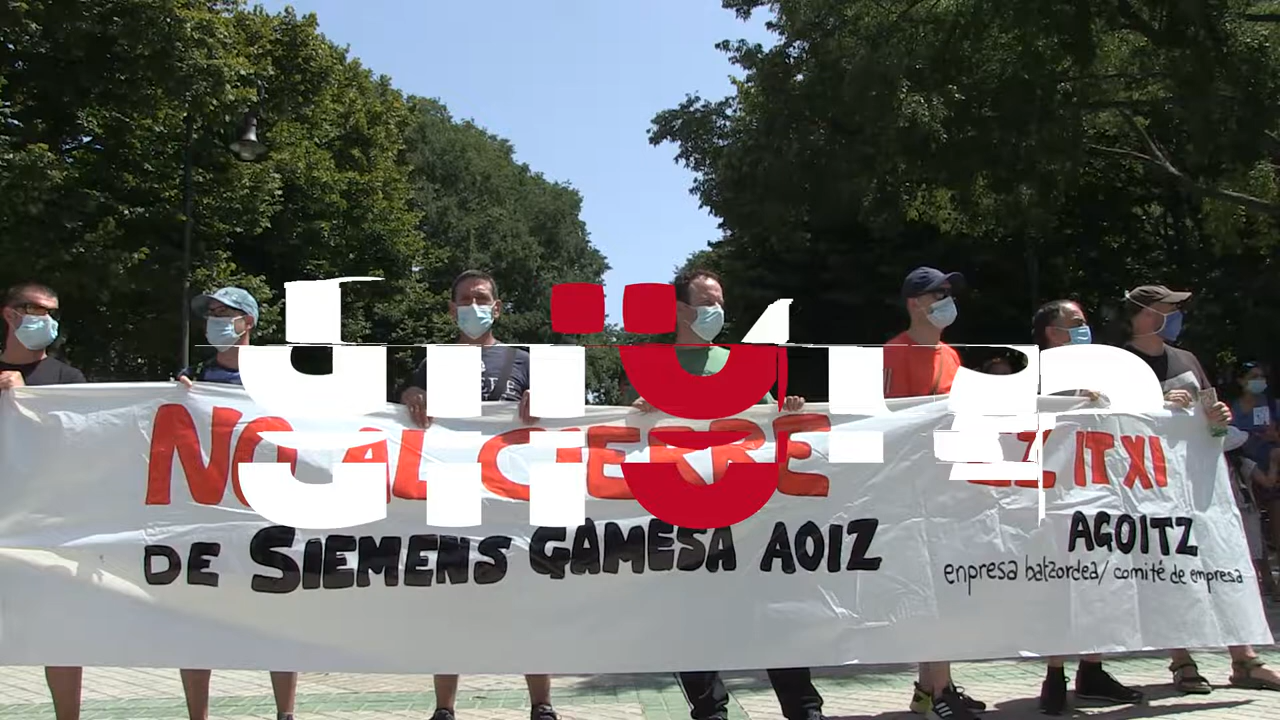 NO AL CIERRE
DE SIEMENS GAMESA AOIZ
EZ ITXI
AGOITZ
enpresa batzordea/ comité de empresa